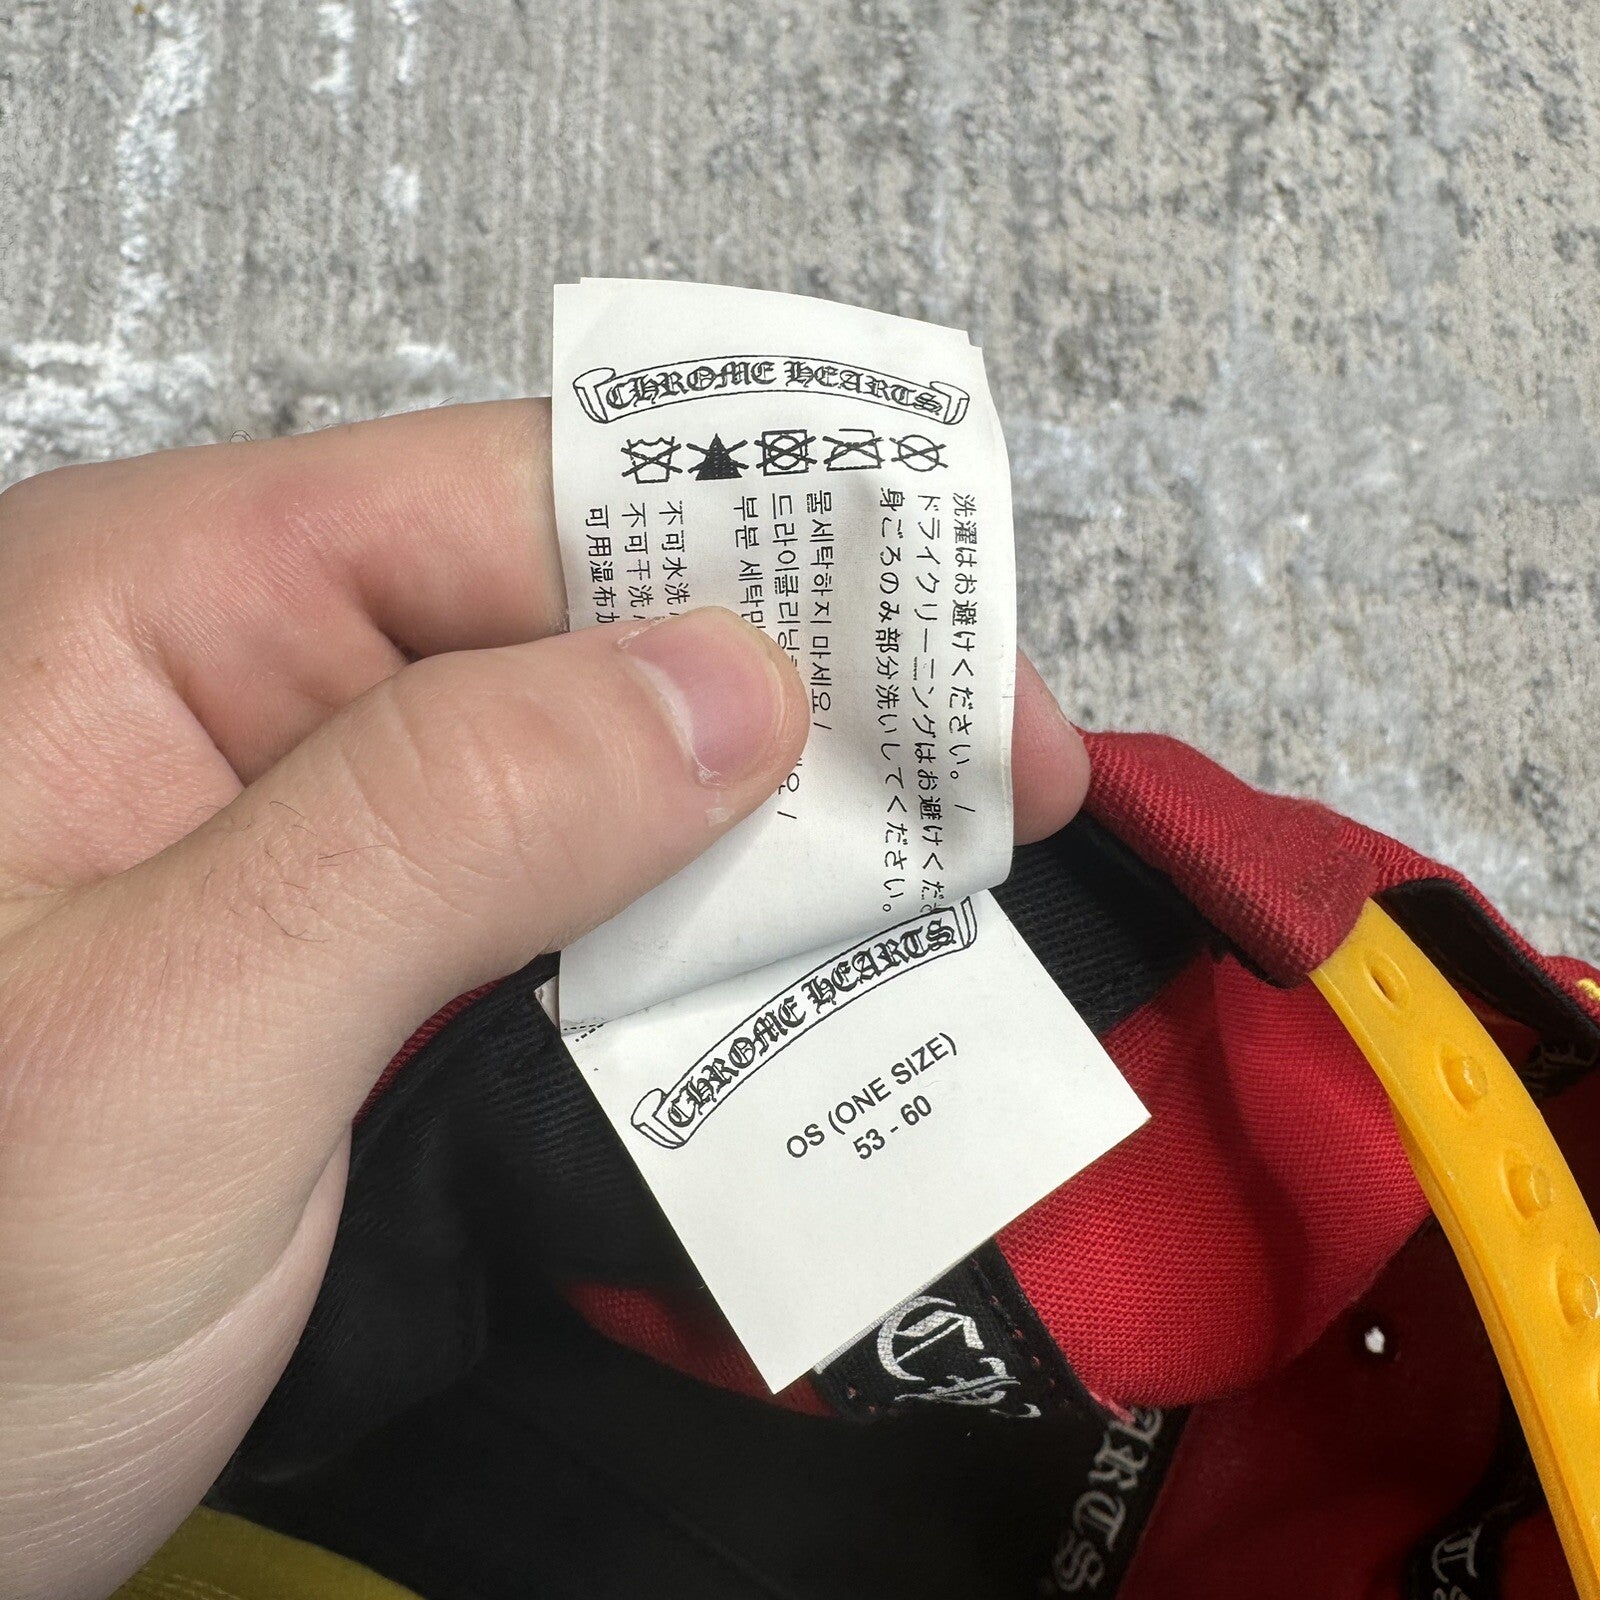 CHROME HEARTS
洗濯はお避けください。/
ドライクリーニングはお避けくだ
身ごろのみ部分洗いしてください。
물세탁하지 마세요 /
드라이클리닝 /
부분 세탁만
不可水洗
不可干洗
可用湿布
CHROME HEARTS
OS (ONE SIZE)
53 - 60